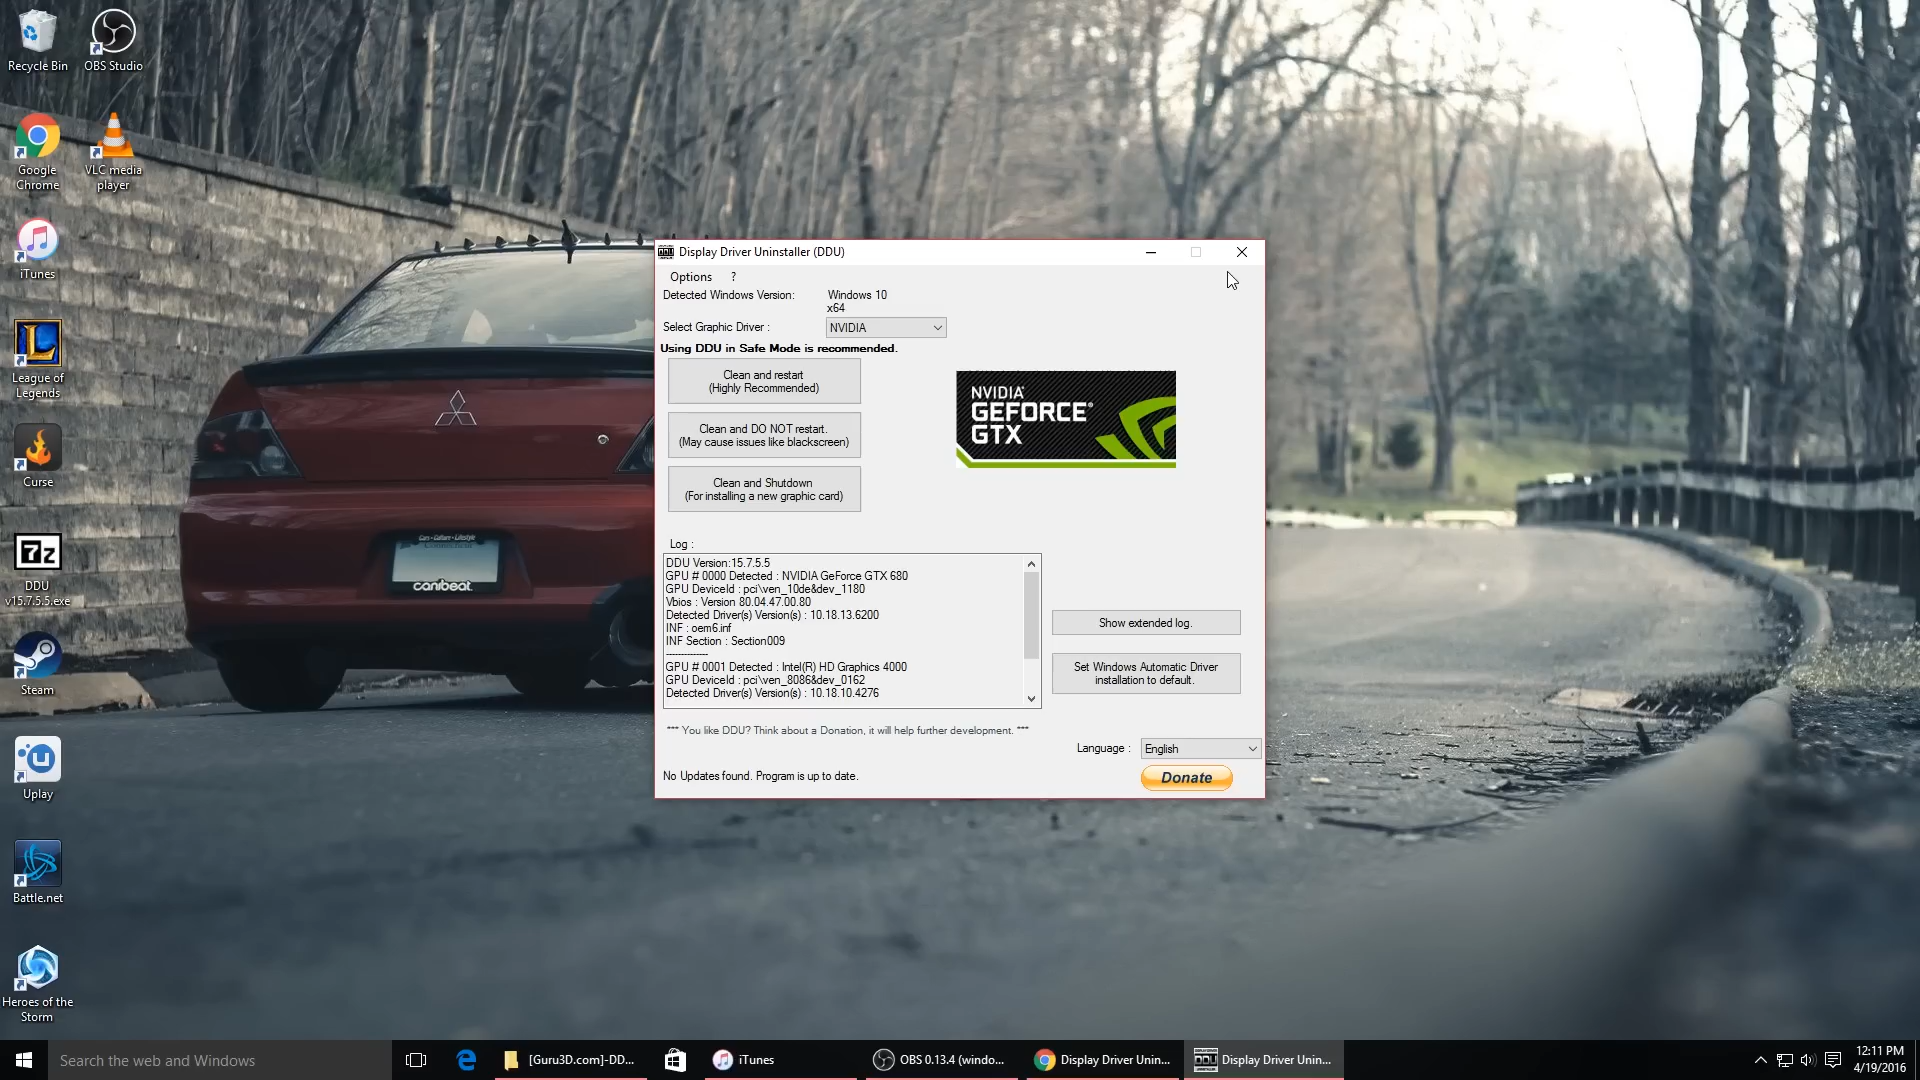 Recycle Bin
OBS Studio
Google
Chrome
VLC media
player
iTunes
League of
Legends
Curse
7z
DDU
v15.7.5.5.exe
Steam
Uplay
Battle.net
Heroes of the
Storm
Cars - Culture - Lifestyle
canibeat.
Display Driver Uninstaller (DDU)
Options ?
Detected Windows Version: Windows 10
x64
Select Graphic Driver : NVIDIA
Using DDU in Safe Mode is recommended.
Clean and restart
(Highly Recommended)
Clean and DO NOT restart.
(May cause issues like blackscreen)
Clean and Shutdown
(For installing a new graphic card)
NVIDIA
GEFORCE®
GTX
Log :
DDU Version:15.7.5.5
GPU # 0000 Detected : NVIDIA GeForce GTX 680
GPU DeviceId : pci\ven_10de&dev_1180
Vbios : Version 80.04.47.00.80
Detected Driver(s) Version(s) : 10.18.13.6200
INF : oem6.inf
INF Section : Section009
--------------
GPU # 0001 Detected : Intel(R) HD Graphics 4000
GPU DeviceId : pci\ven_8086&dev_0162
Detected Driver(s) Version(s) : 10.18.10.4276
Show extended log.
Set Windows Automatic Driver
installation to default.
*** You like DDU? Think about a Donation, it will help further development. ***
Language : English
No Updates found. Program is up to date.
Donate
Search the web and Windows
[Guru3D.com]-DD...
iTunes
OBS 0.13.4 (windo...
Display Driver Unin...
DDU
Display Driver Unin...
12:11 PM
4/19/2016